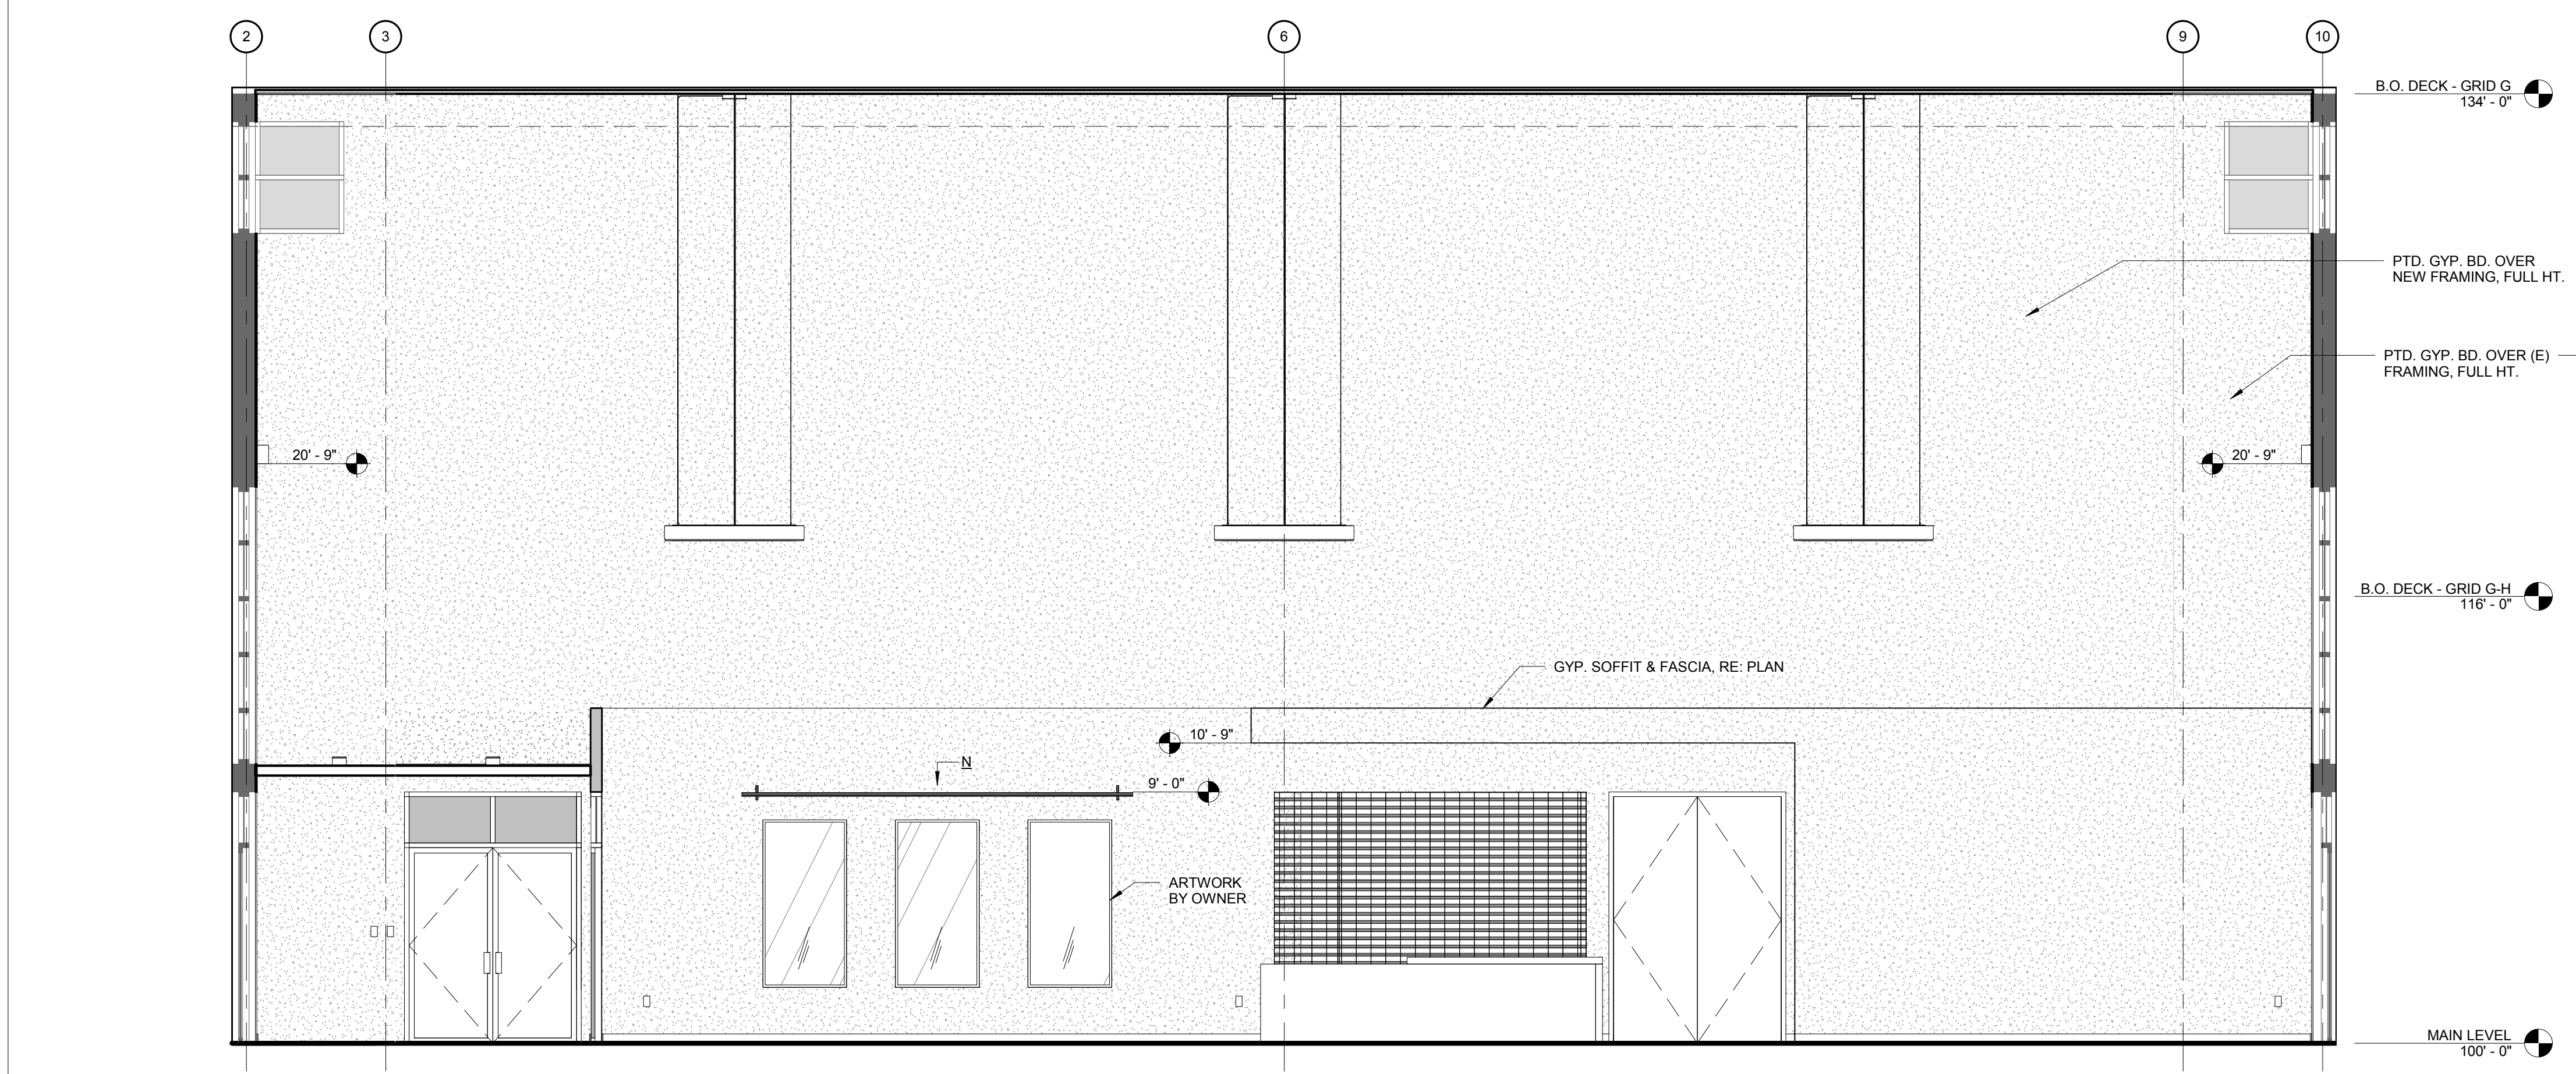 2
3
6
9
10
B.O. DECK - GRID G
134' - 0"
PTD. GYP. BD. OVER
NEW FRAMING, FULL HT.
PTD. GYP. BD. OVER (E)
FRAMING, FULL HT.
20' - 9"
20' - 9"
B.O. DECK - GRID G-H
116' - 0"
GYP. SOFFIT & FASCIA, RE: PLAN
10' - 9"
N
9' - 0"
ARTWORK
BY OWNER
MAIN LEVEL
100' - 0"